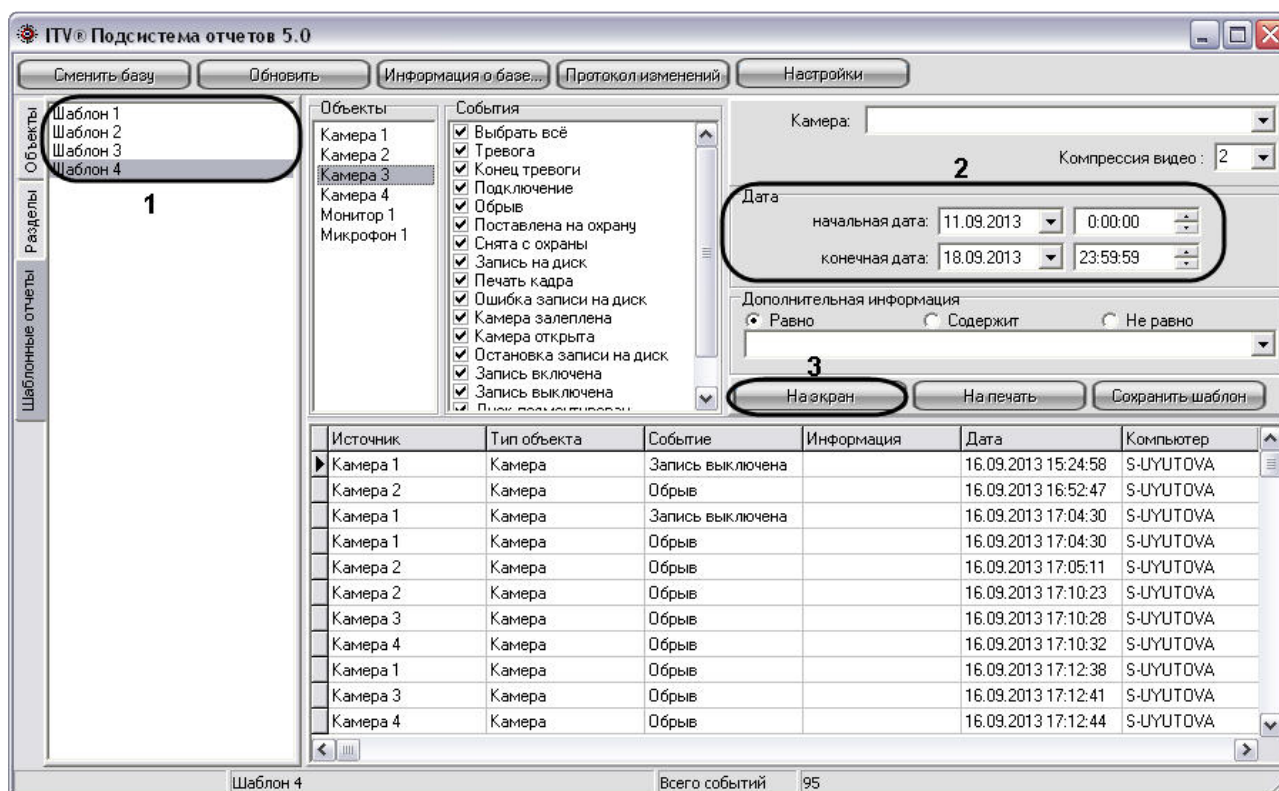 ITV® Подсистема отчетов 5.0
Сменить базу Обновить Информация о базе... Протокол изменений Настройки
Объекты
Разделы
Шаблонные отчеты
Шаблон 1
Шаблон 2
Шаблон 3
Шаблон 4
1
Объекты
Камера 1
Камера 2
Камера 3
Камера 4
Монитор 1
Микрофон 1
События
Выбрать всё
Тревога
Конец тревоги
Подключение
Обрыв
Поставлена на охрану
Снята с охраны
Запись на диск
Печать кадра
Ошибка записи на диск
Камера залеплена
Камера открыта
Остановка записи на диск
Запись включена
Запись выключена
Камера:
Компрессия видео : 2
2
Дата
начальная дата: 11.09.2013 0:00:00
конечная дата: 18.09.2013 23:59:59
Дополнительная информация
Равно Содержит Не равно
3
На экран На печать Сохранить шаблон
Источник Тип объекта Событие Информация Дата Компьютер
Камера 1 Камера Запись выключена 16.09.2013 15:24:58 S-UYUTOVA
Камера 2 Камера Обрыв 16.09.2013 16:52:47 S-UYUTOVA
Камера 1 Камера Запись выключена 16.09.2013 17:04:30 S-UYUTOVA
Камера 1 Камера Обрыв 16.09.2013 17:04:30 S-UYUTOVA
Камера 2 Камера Обрыв 16.09.2013 17:05:11 S-UYUTOVA
Камера 2 Камера Обрыв 16.09.2013 17:10:23 S-UYUTOVA
Камера 3 Камера Обрыв 16.09.2013 17:10:28 S-UYUTOVA
Камера 4 Камера Обрыв 16.09.2013 17:10:32 S-UYUTOVA
Камера 1 Камера Обрыв 16.09.2013 17:12:38 S-UYUTOVA
Камера 3 Камера Обрыв 16.09.2013 17:12:41 S-UYUTOVA
Камера 4 Камера Обрыв 16.09.2013 17:12:44 S-UYUTOVA
Шаблон 4 Всего событий 95